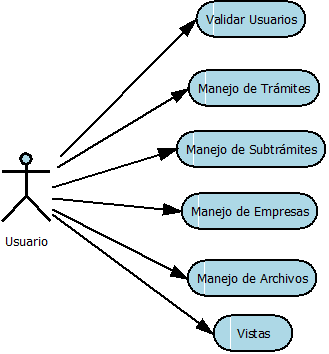 Validar Usuarios
Manejo de Trámites
Manejo de Subtrámites
Manejo de Empresas
Usuario
Manejo de Archivos
Vistas